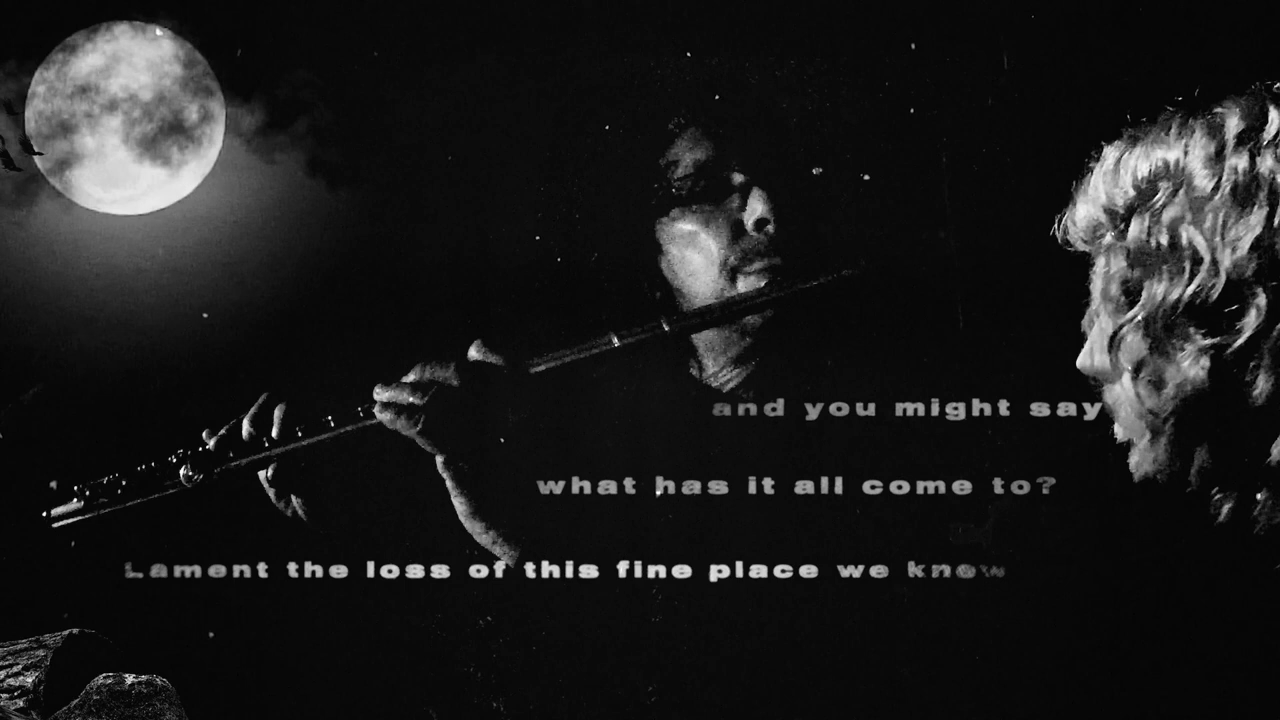 and you might say
what has it all come to?
Lament the loss of this fine place we know